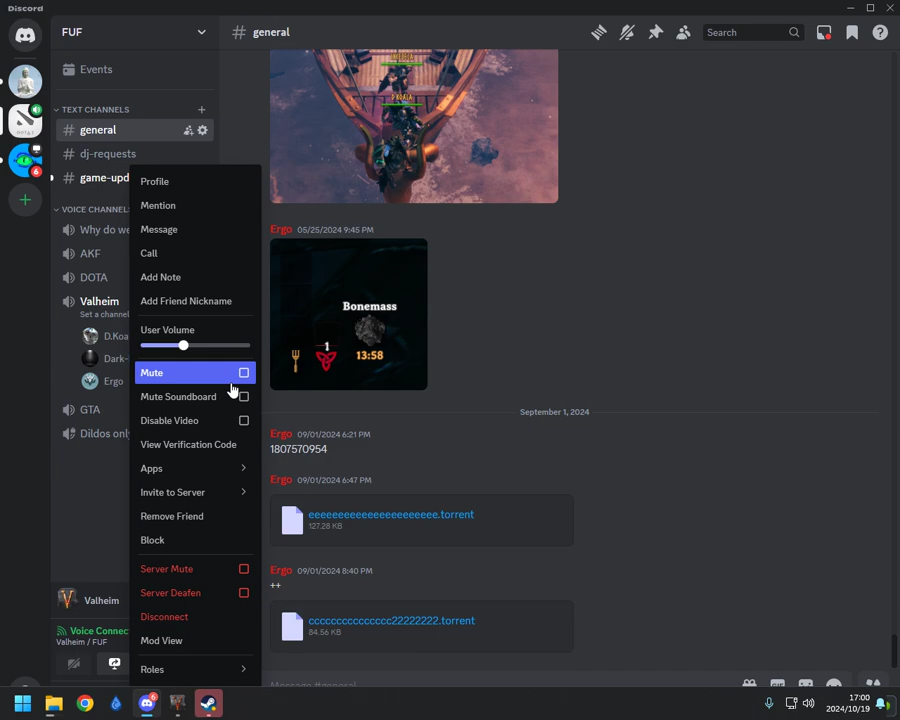 Discord
FUF
general
Search
Events
TEXT CHANNELS
general
dj-requests
game-upd
VOICE CHANNELS
Why do we
AKF
DOTA
Valheim
Set a channel
D.Koa
Dark-
Ergo
GTA
Dildos only
Valheim
Voice Connec
Valheim / FUF
Profile
Mention
Message
Call
Add Note
Add Friend Nickname
User Volume
Mute
Mute Soundboard
Disable Video
View Verification Code
Apps
Invite to Server
Remove Friend
Block
Server Mute
Server Deafen
Disconnect
Mod View
Roles
Ergo 05/25/2024 9:45 PM
Bonemass
1
13:58
September 1, 2024
Ergo 09/01/2024 6:21 PM
1807570954
Ergo 09/01/2024 6:47 PM
eeeeeeeeeeeeeeeeeeeee.torrent
127.28 KB
Ergo 09/01/2024 8:40 PM
++
ccccccccccccccc22222222.torrent
84.56 KB
Message #general
6
6
17:00
2024/10/19